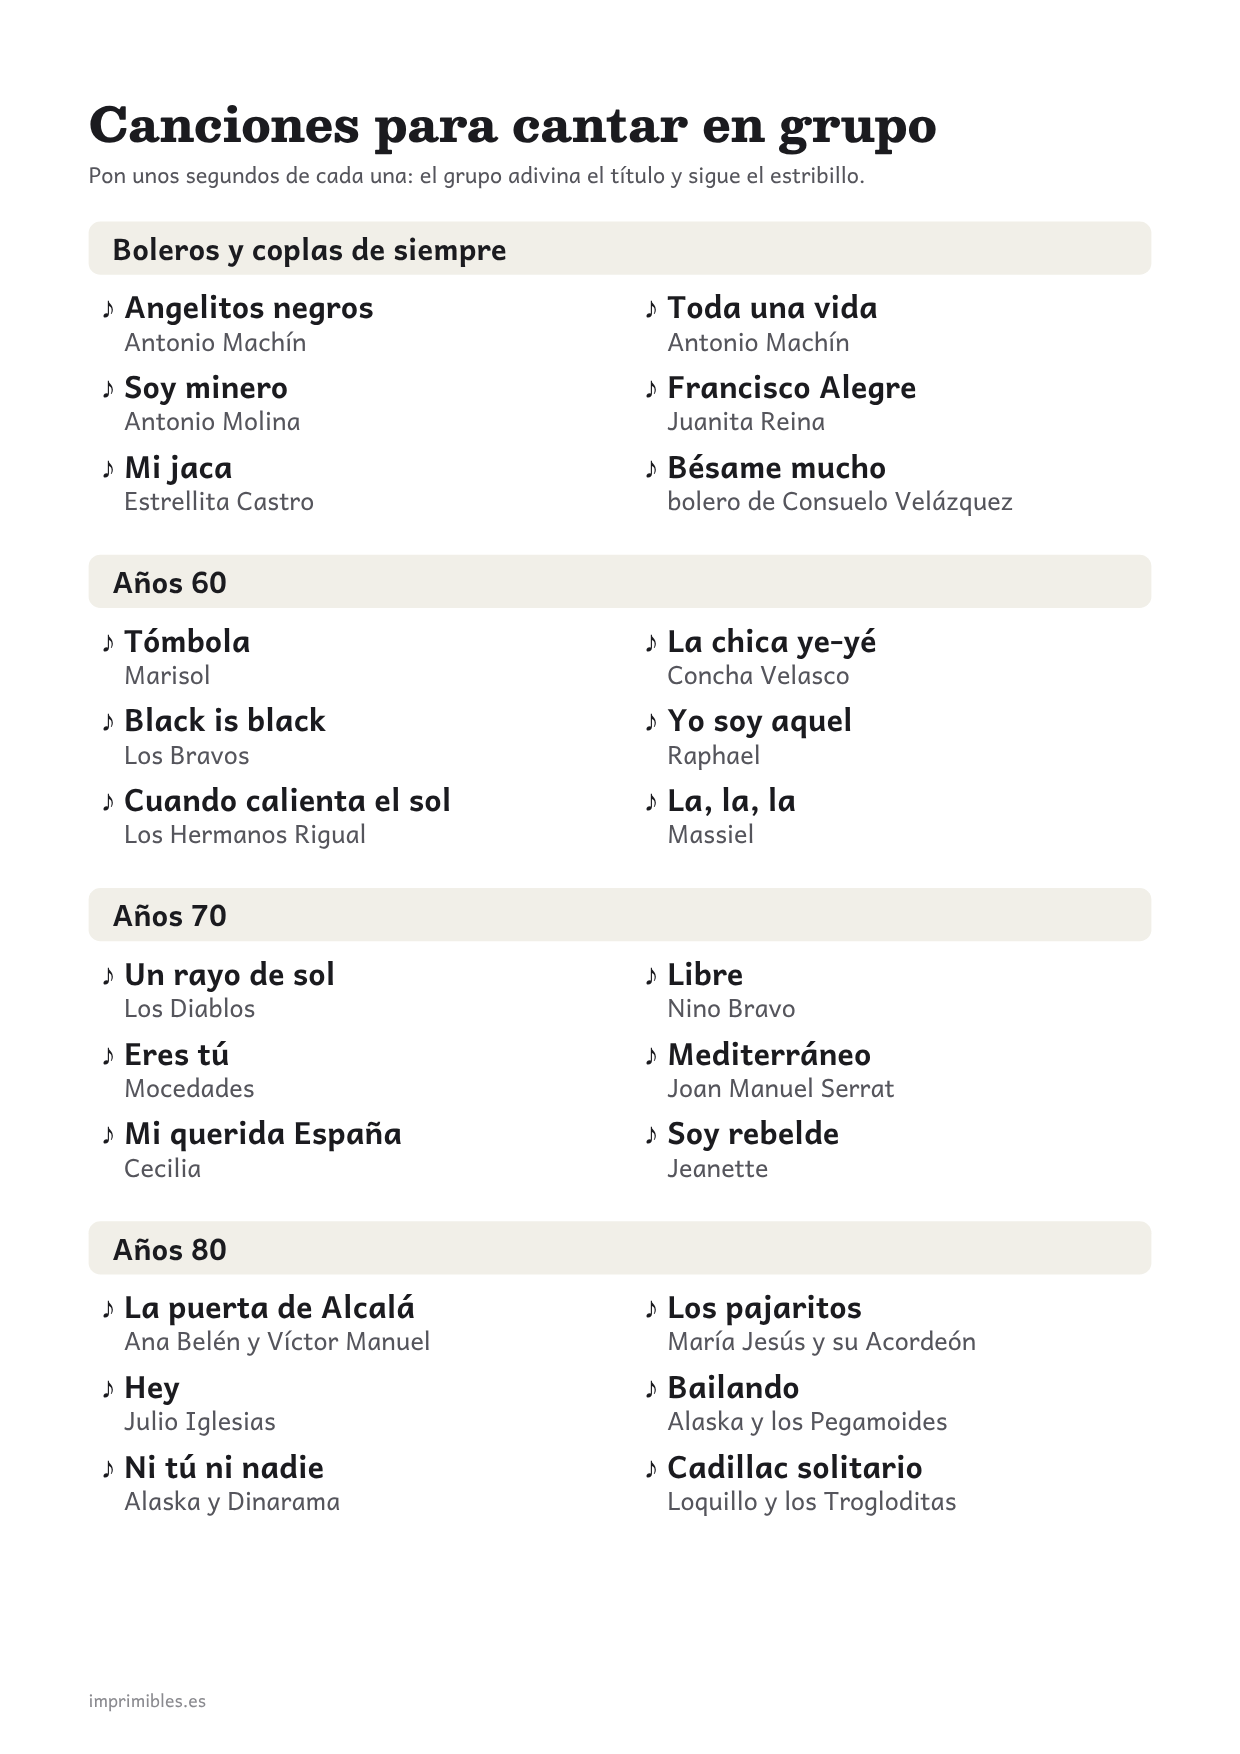 Canciones para cantar en grupo
Pon unos segundos de cada una: el grupo adivina el título y sigue el estribillo.
Boleros y coplas de siempre
♪ Angelitos negros
Antonio Machín
♪ Toda una vida
Antonio Machín
♪ Soy minero
Antonio Molina
♪ Francisco Alegre
Juanita Reina
♪ Mi jaca
Estrellita Castro
♪ Bésame mucho
bolero de Consuelo Velázquez
Años 60
♪ Tómbola
Marisol
♪ La chica ye-yé
Concha Velasco
♪ Black is black
Los Bravos
♪ Yo soy aquel
Raphael
♪ Cuando calienta el sol
Los Hermanos Rigual
♪ La, la, la
Massiel
Años 70
♪ Un rayo de sol
Los Diablos
♪ Libre
Nino Bravo
♪ Eres tú
Mocedades
♪ Mediterráneo
Joan Manuel Serrat
♪ Mi querida España
Cecilia
♪ Soy rebelde
Jeanette
Años 80
♪ La puerta de Alcalá
Ana Belén y Víctor Manuel
♪ Los pajaritos
María Jesús y su Acordeón
♪ Hey
Julio Iglesias
♪ Bailando
Alaska y los Pegamoides
♪ Ni tú ni nadie
Alaska y Dinarama
♪ Cadillac solitario
Loquillo y los Trogloditas
imprimibles.es